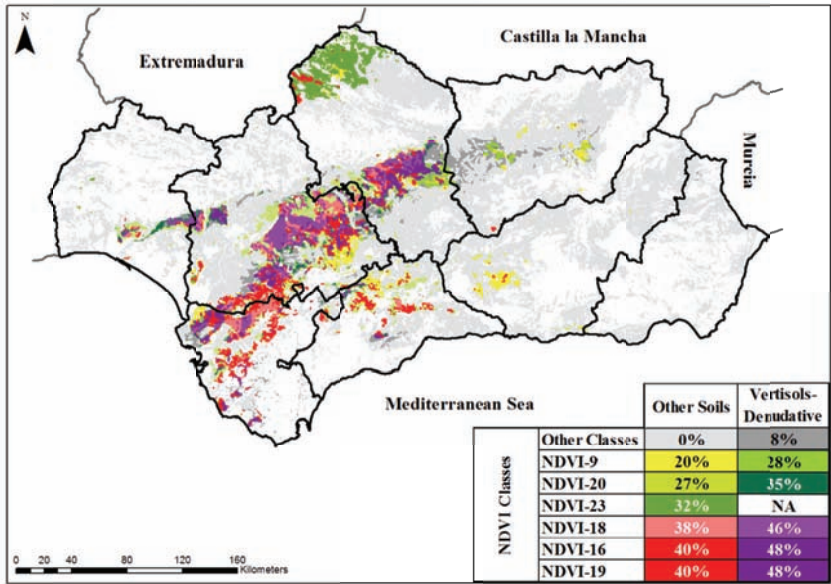 N
Castilla la Mancha
Extremadura
Murcia
Mediterranean Sea
Other Soils
Vertisols-
Denudative
NDVI Classes
Other Classes 0% 8%
NDVI-9 20% 28%
NDVI-20 27% 35%
NDVI-23 32% NA
NDVI-18 38% 46%
NDVI-16 40% 48%
NDVI-19 40% 48%
0 20 40 80 120 160
Kilometers